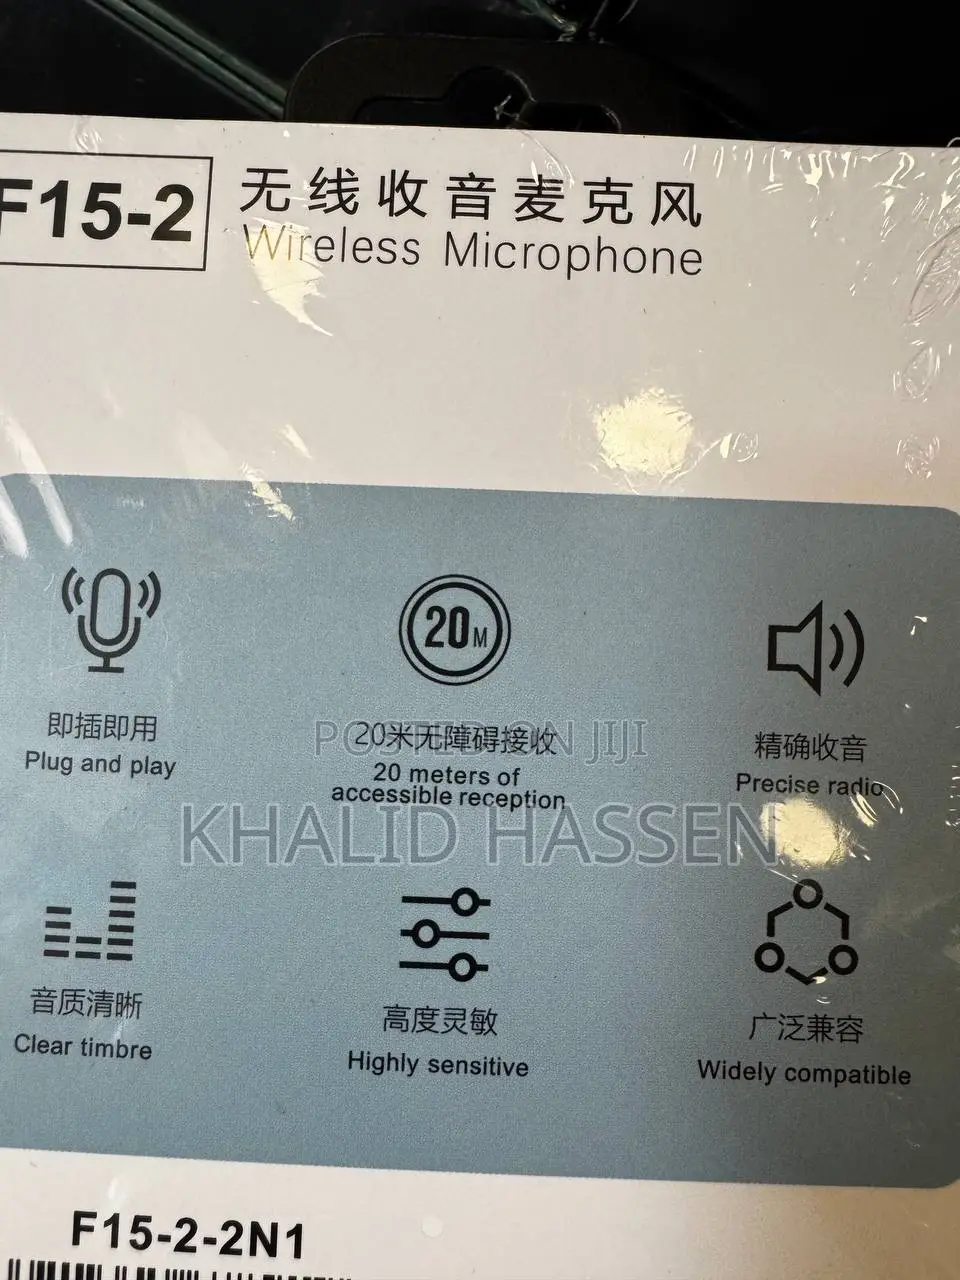 F15-2
无线收音麦克风
Wireless Microphone
20M
即插即用
Plug and play
20米无障碍接收
20 meters of
accessible reception
精确收音
Precise radio
POSTED ON JIJI
KHALID HASSEN
音质清晰
Clear timbre
高度灵敏
Highly sensitive
广泛兼容
Widely compatible
F15-2-2N1